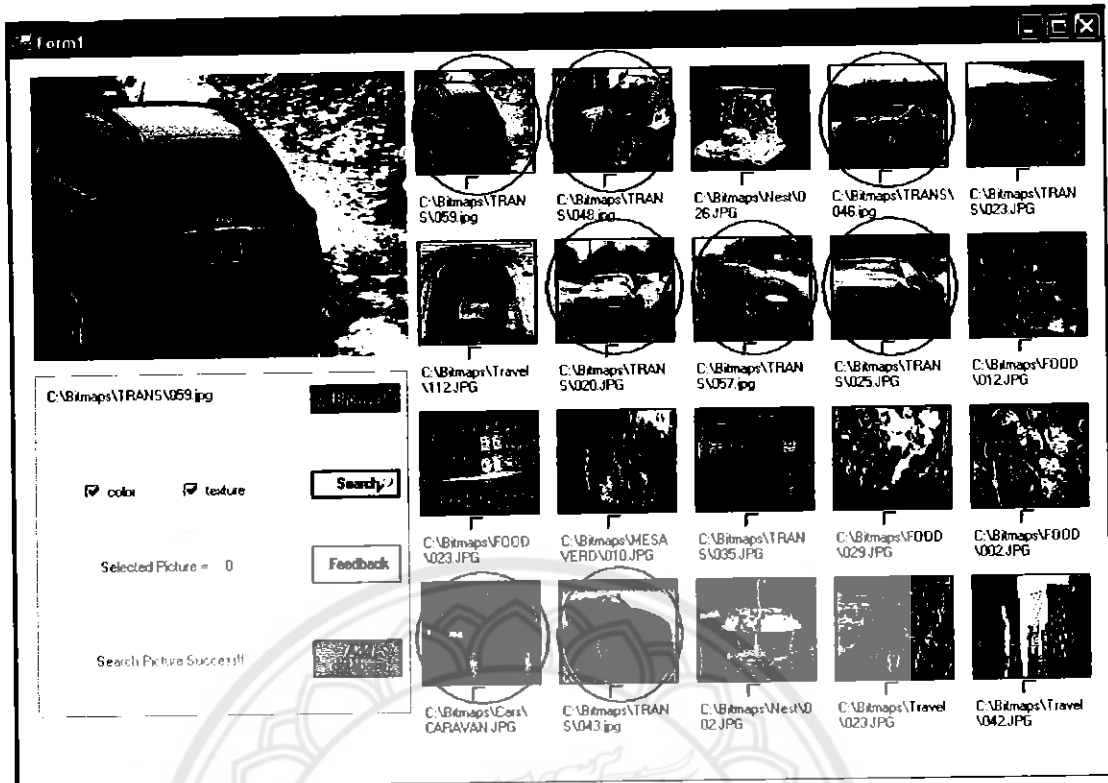 Form1
C:\Bitmaps\TRAN
S\059.jpg
C:\Bitmaps\TRAN
S\048.jpg
C:\Bitmaps\Nest\0
26.JPG
C:\Bitmaps\TRANS\
046.jpg
C:\Bitmaps\TRAN
S\023.JPG
C:\Bitmaps\Travel
\112.JPG
C:\Bitmaps\TRAN
S\020.JPG
C:\Bitmaps\TRAN
S\057.jpg
C:\Bitmaps\TRAN
S\025.JPG
C:\Bitmaps\FOOD
\012.JPG
C:\Bitmaps\TRANS\059.jpg
color
texture
Search
Selected Picture = 0
Feedback
Search Picture Success!!
C:\Bitmaps\FOOD
\023.JPG
C:\Bitmaps\MESA
VERD\010.JPG
C:\Bitmaps\TRAN
S\035.JPG
C:\Bitmaps\FOOD
\029.JPG
C:\Bitmaps\FOOD
\002.JPG
C:\Bitmaps\Cars\
CARAVAN.JPG
C:\Bitmaps\TRAN
S\043.jpg
C:\Bitmaps\Nest\0
02.JPG
C:\Bitmaps\Travel
\023.JPG
C:\Bitmaps\Travel
\042.JPG